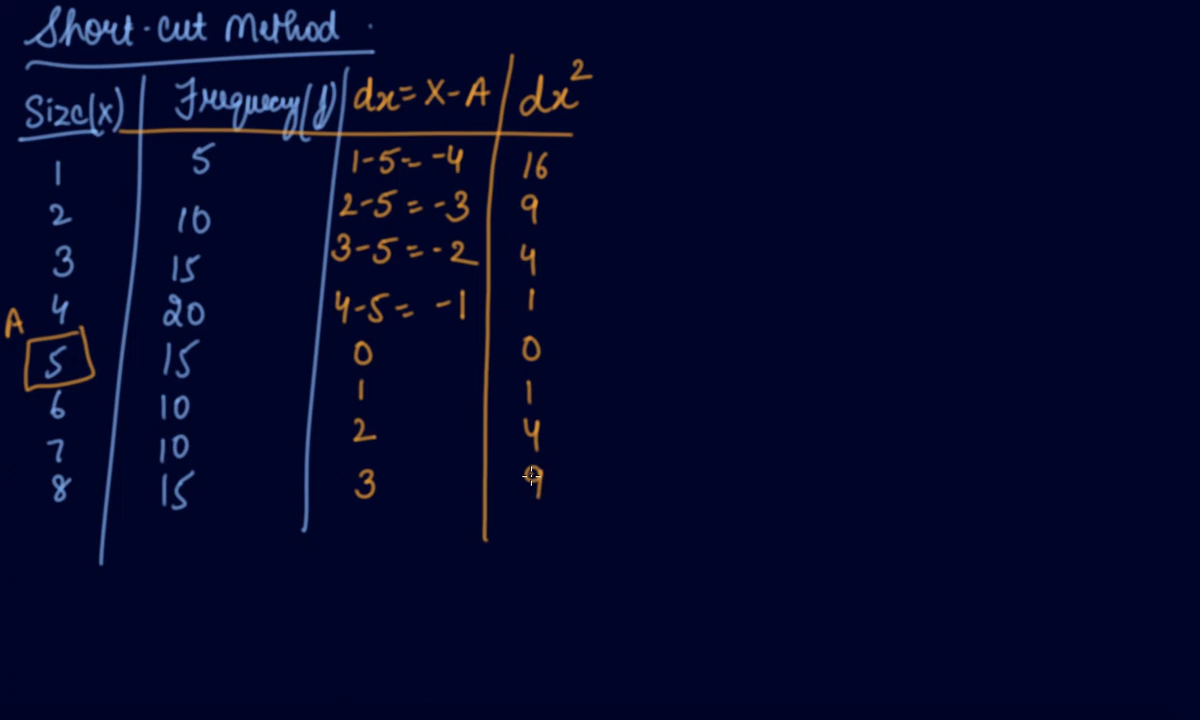 Short-cut Method
Size(x) Frequency(f) dx = X-A dx²
1 5 1-5 = -4 16
2 10 2-5 = -3 9
3 15 3-5 = -2 4
4 20 4-5 = -1 1
A 5 15 0 0
6 10 1 1
7 10 2 4
8 15 3 9